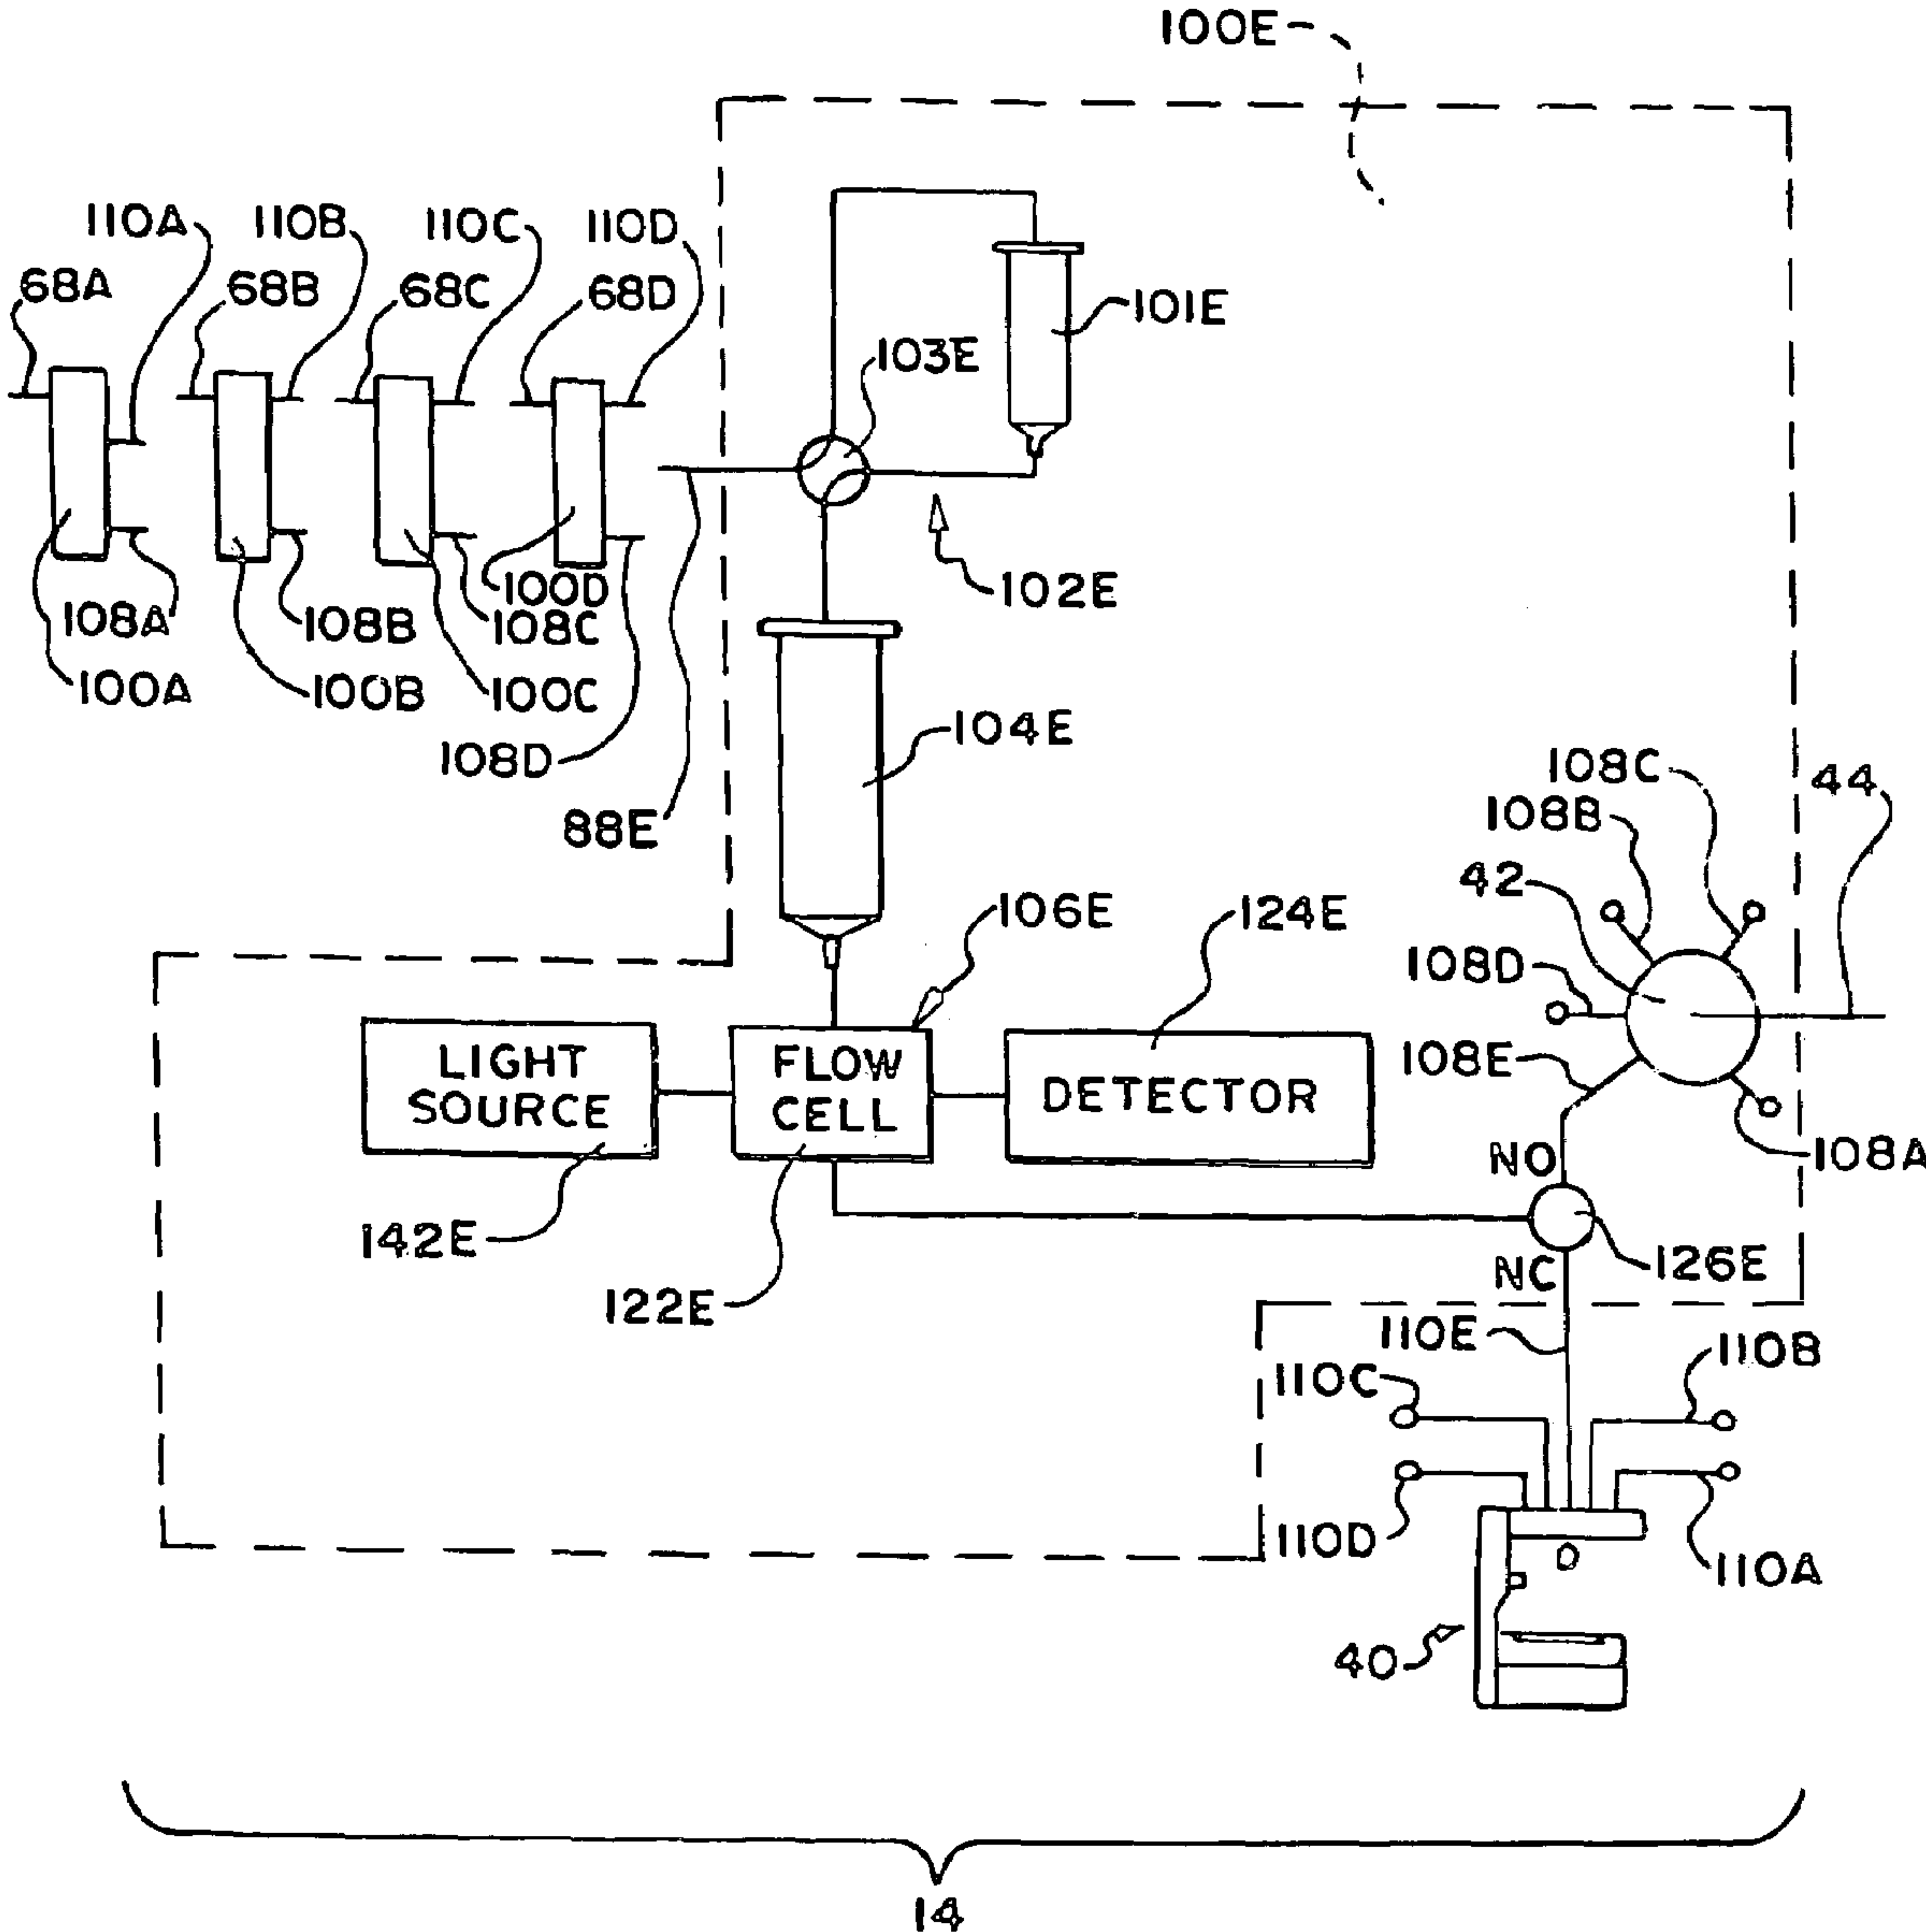 100E
110A
110B
110C
110D
68A
68B
68C
68D
101E
103E
102E
100D
108A
108B
108C
100A
100B
100C
108D
88E
104E
108C
44
108B
42
106E
124E
108D
LIGHT
SOURCE
FLOW
CELL
DETECTOR
108E
NO
108A
142E
126E
NC
122E
110E
110B
110C
110D
110A
40
14